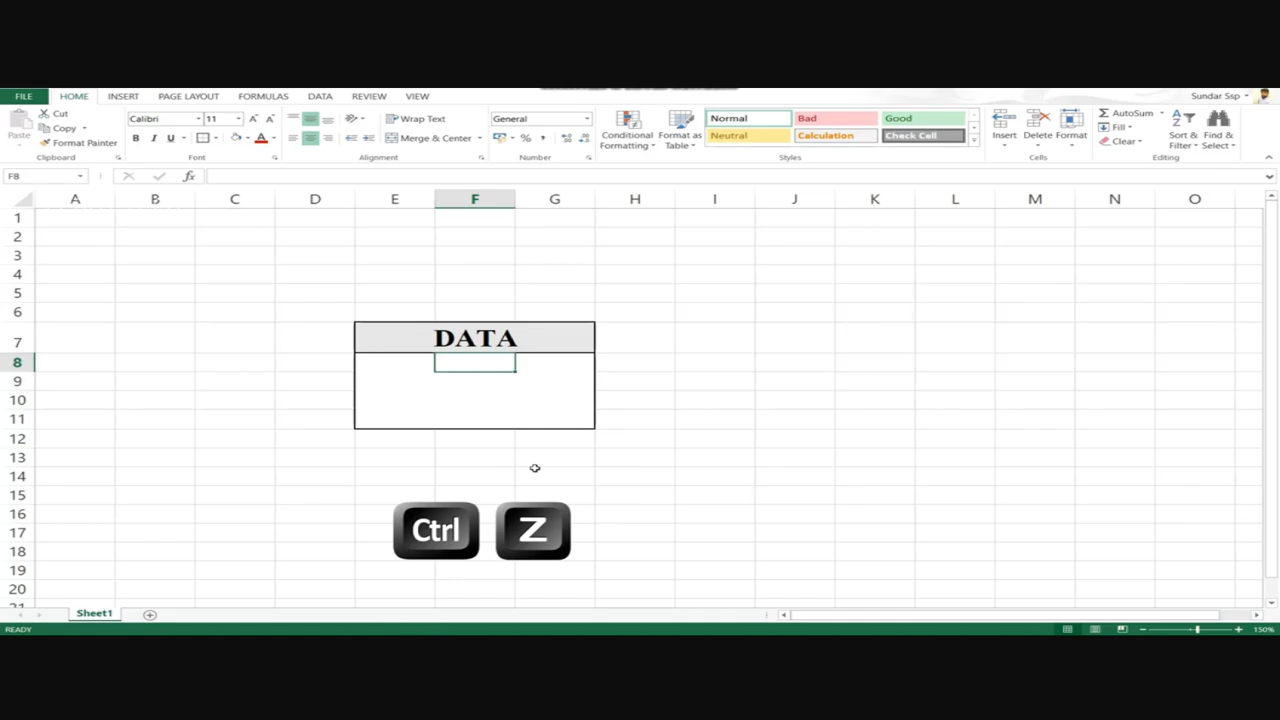 FILE HOME INSERT PAGE LAYOUT FORMULAS DATA REVIEW VIEW Sundar Ssp
Cut
Copy
Format Painter
Paste
Clipboard
Calibri 11
B I U A
Font
Wrap Text
Merge & Center
Alignment
General
%
Number
Conditional Formatting
Format as Table
Normal Bad Good
Neutral Calculation Check Cell
Styles
Insert Delete Format
Cells
AutoSum
Fill
Clear
Sort & Filter
Find & Select
Editing
F8 fx
A B C D E F G H I J K L M N O
1
2
3
4
5
6
7
8
9
10
11
12
13
14
15
16
17
18
19
20
21
DATA
Ctrl Z
Sheet1
READY 150%